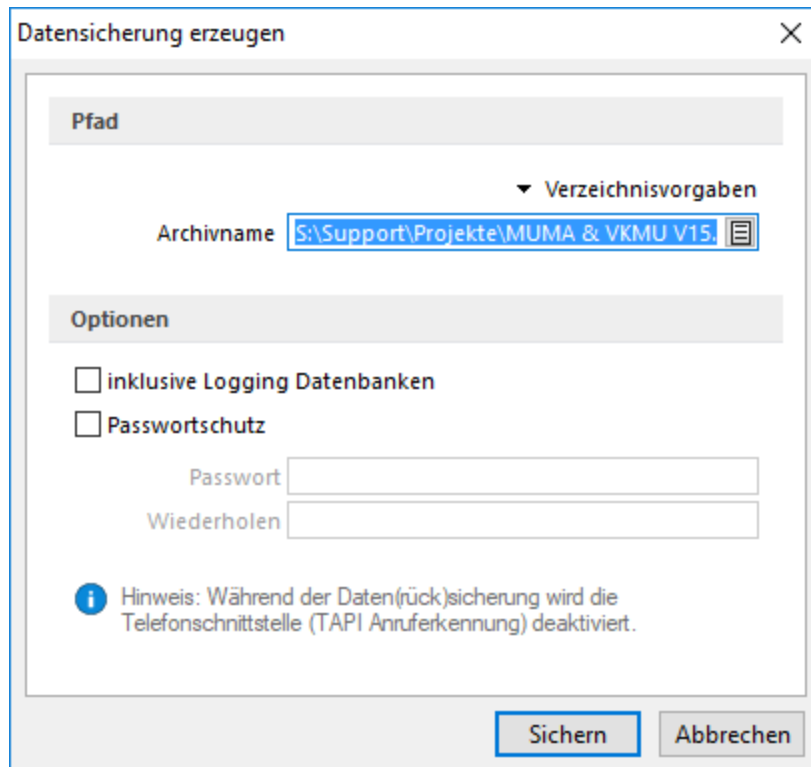 Datensicherung erzeugen
Pfad
Verzeichnisvorgaben
Archivname S:\Support\Projekte\MUMA & VKMU V15.
Optionen
inklusive Logging Datenbanken
Passwortschutz
Passwort
Wiederholen
Hinweis: Während der Daten(rück)sicherung wird die
Telefonschnittstelle (TAPI Anruferkennung) deaktiviert.
Sichern Abbrechen